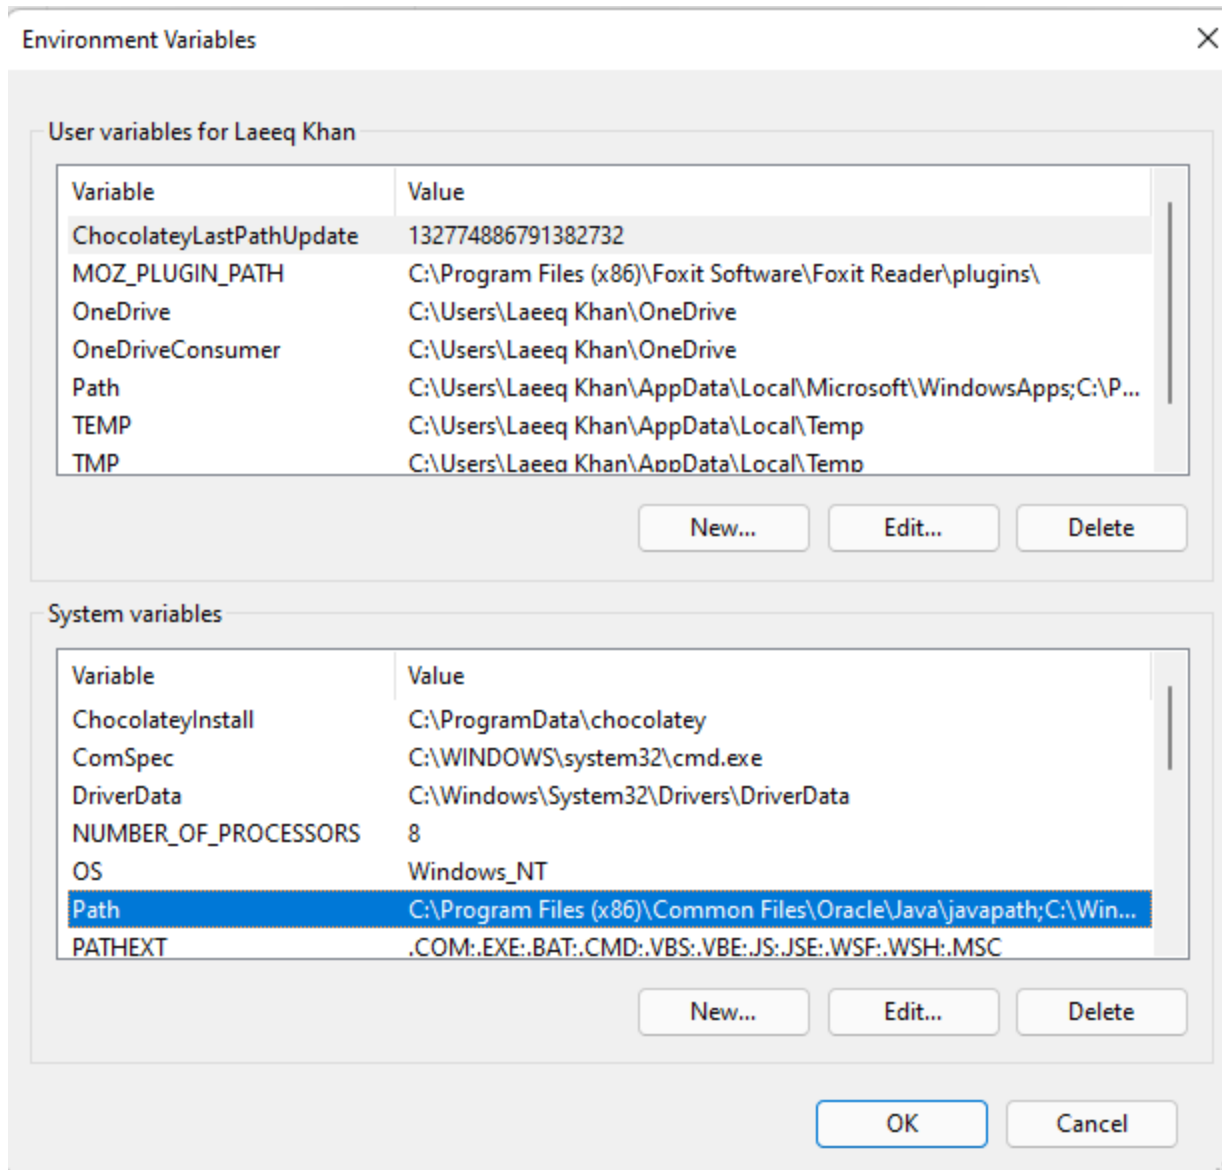 Environment Variables
User variables for Laeeq Khan
Variable Value
ChocolateyLastPathUpdate 132774886791382732
MOZ_PLUGIN_PATH C:\Program Files (x86)\Foxit Software\Foxit Reader\plugins\
OneDrive C:\Users\Laeeq Khan\OneDrive
OneDriveConsumer C:\Users\Laeeq Khan\OneDrive
Path C:\Users\Laeeq Khan\AppData\Local\Microsoft\WindowsApps;C:\P...
TEMP C:\Users\Laeeq Khan\AppData\Local\Temp
TMP C:\Users\Laeeq Khan\AppData\Local\Temp
New... Edit... Delete
System variables
Variable Value
ChocolateyInstall C:\ProgramData\chocolatey
ComSpec C:\WINDOWS\system32\cmd.exe
DriverData C:\Windows\System32\Drivers\DriverData
NUMBER_OF_PROCESSORS 8
OS Windows_NT
Path C:\Program Files (x86)\Common Files\Oracle\Java\javapath;C:\Win...
PATHEXT .COM;.EXE;.BAT;.CMD;.VBS;.VBE;.JS;.JSE;.WSF;.WSH;.MSC
New... Edit... Delete
OK Cancel